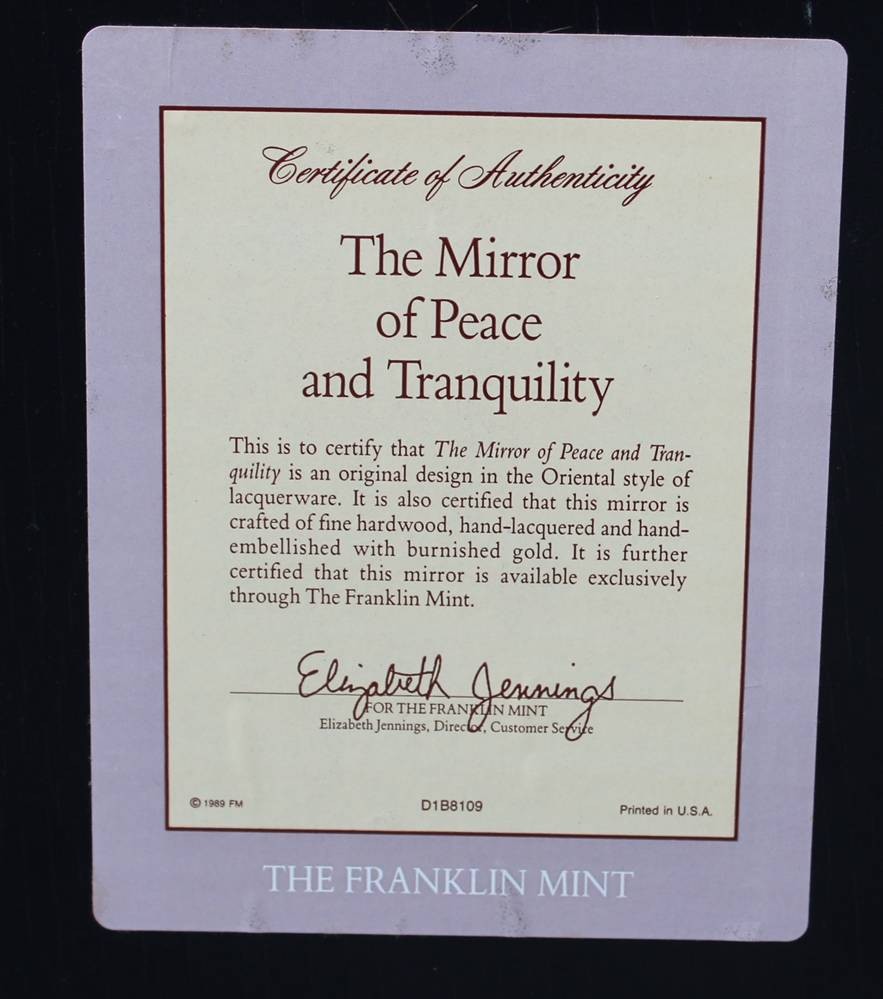 Certificate of Authenticity
The Mirror
of Peace
and Tranquility
This is to certify that The Mirror of Peace and Tran-
quility is an original design in the Oriental style of
lacquerware. It is also certified that this mirror is
crafted of fine hardwood, hand-lacquered and hand-
embellished with burnished gold. It is further
certified that this mirror is available exclusively
through The Franklin Mint.
Elizabeth Jennings
FOR THE FRANKLIN MINT
Elizabeth Jennings, Director, Customer Service
© 1989 FM D1B8109 Printed in U.S.A.
THE FRANKLIN MINT